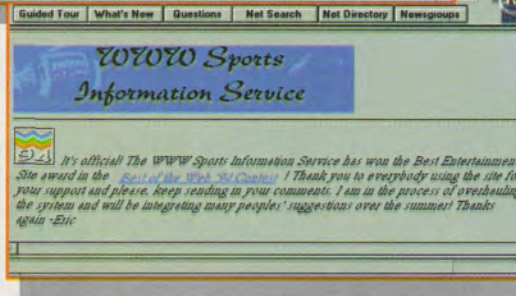 Guided Tour What's New Questions Net Search Net Directory Newsgroups
WWW Sports
Information Service
94 It's official! The WWW Sports Information Service has won the Best Entertainmen
Site award in the Best of the Web '94 Contest ! Thank you to everybody using the site fo
your support and please, keep sending in your comments. I am in the process of overhauling
the system and will be integrating many peoples' suggestions over the summer! Thanks
again -Eric